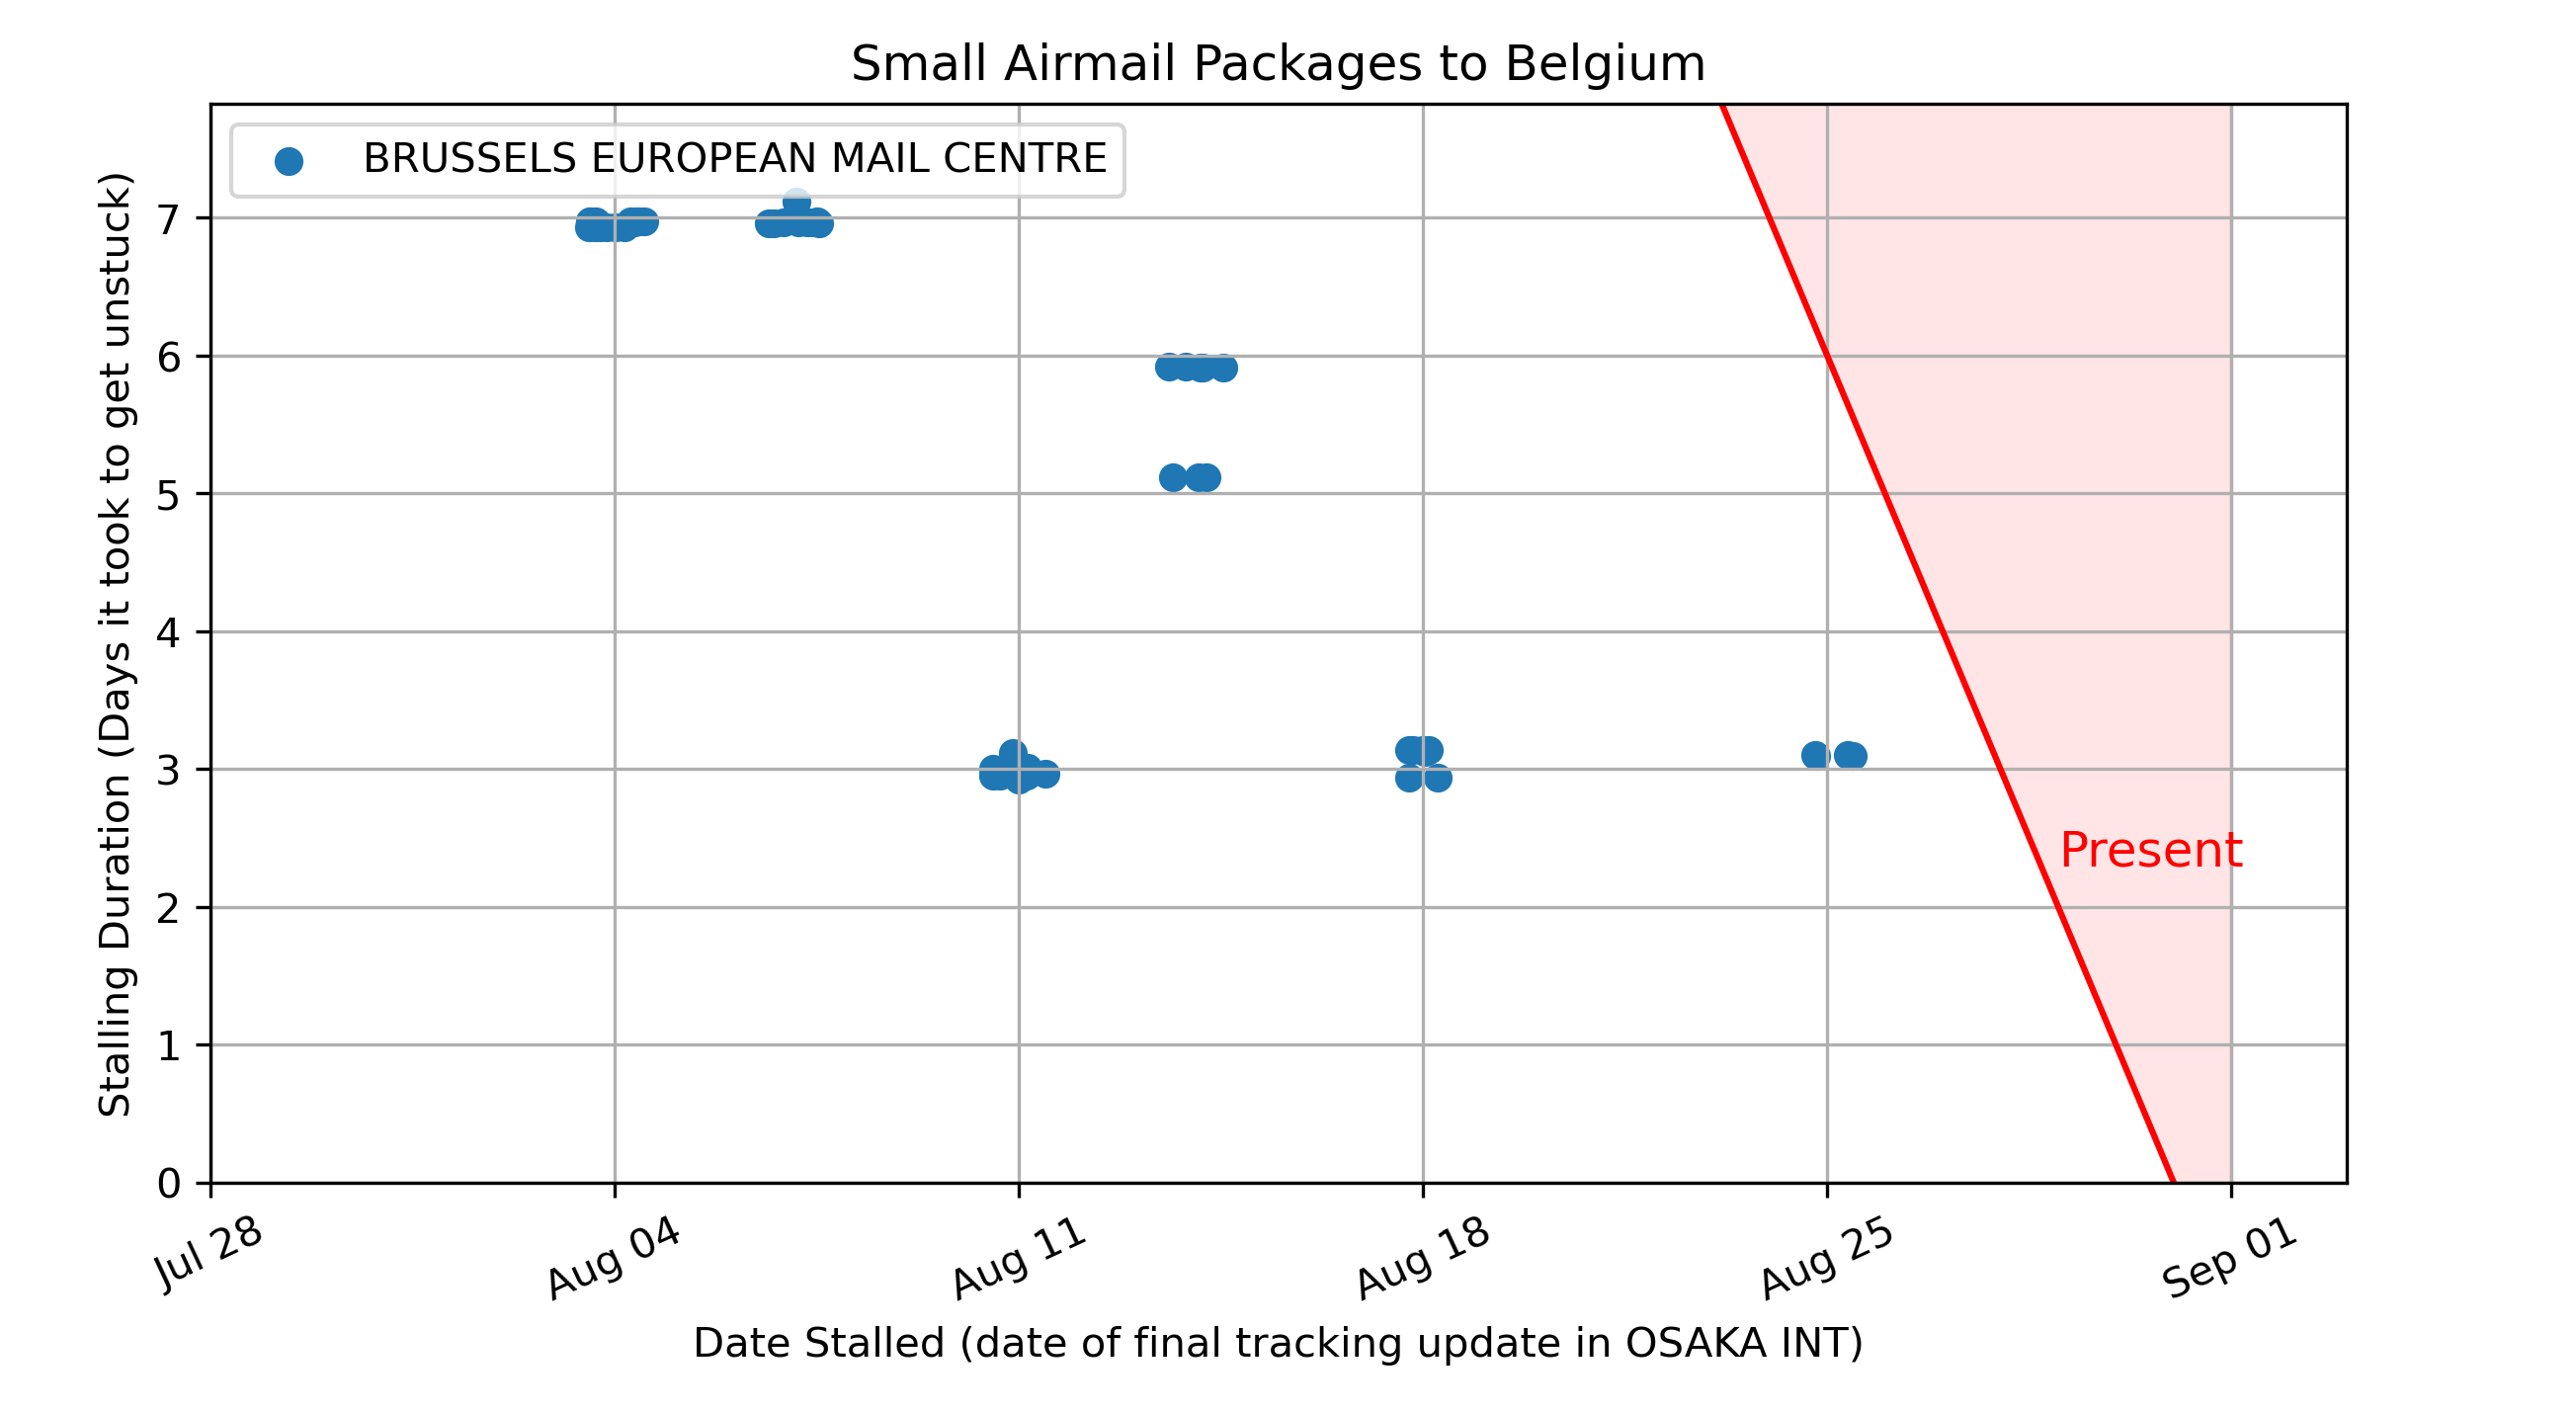 Small Airmail Packages to Belgium
BRUSSELS EUROPEAN MAIL CENTRE
Stalling Duration (Days it took to get unstuck)
7
6
5
4
3
2
1
0
Present
Jul 28
Aug 04
Aug 11
Aug 18
Aug 25
Sep 01
Date Stalled (date of final tracking update in OSAKA INT)